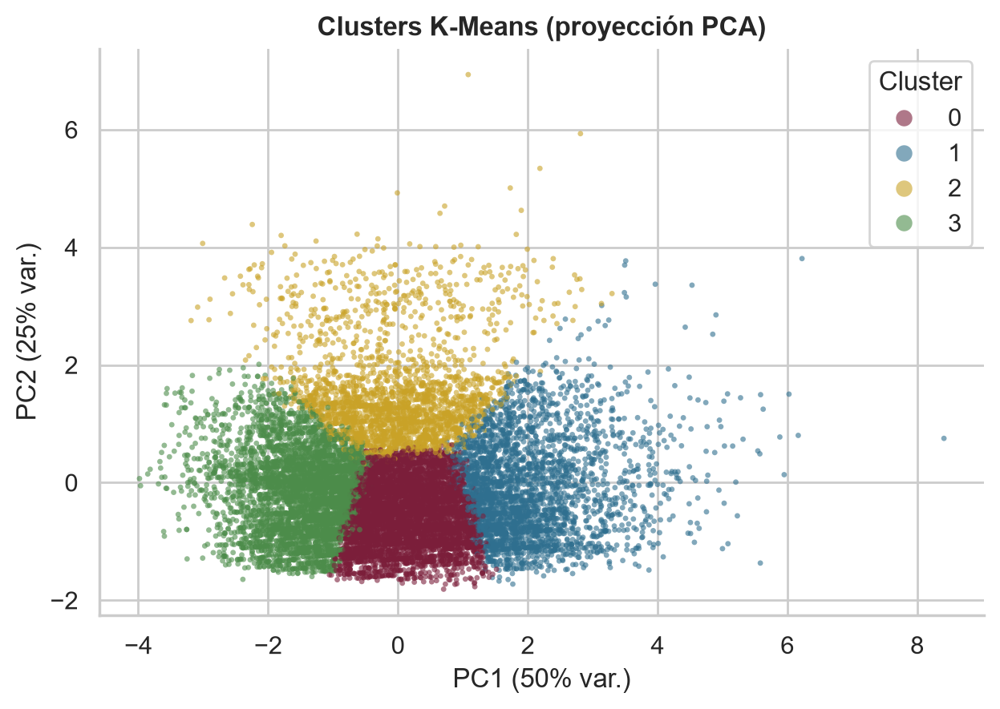 Clusters K-Means (proyección PCA)
Cluster
0
1
2
3
6
4
2
0
−2
PC2 (25% var.)
−4 −2 0 2 4 6 8
PC1 (50% var.)